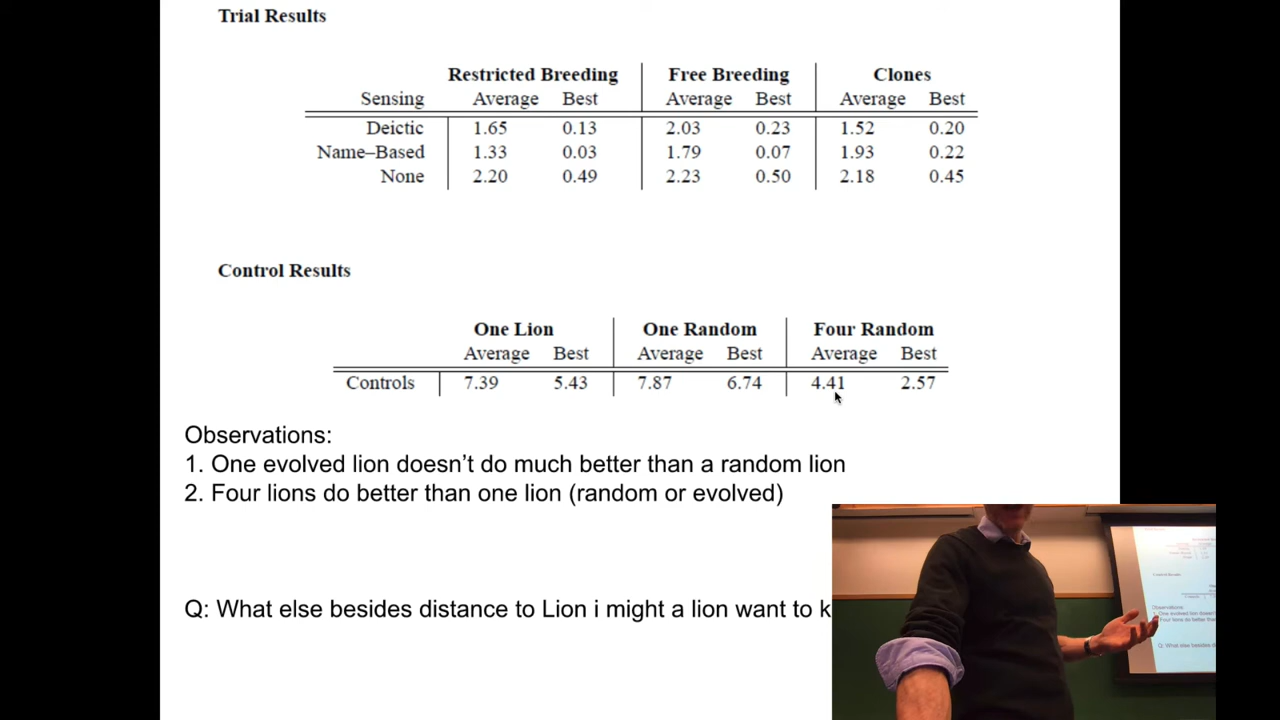 Trial Results
Restricted Breeding Free Breeding Clones
Sensing Average Best Average Best Average Best
Deictic 1.65 0.13 2.03 0.23 1.52 0.20
Name–Based 1.33 0.03 1.79 0.07 1.93 0.22
None 2.20 0.49 2.23 0.50 2.18 0.45
Control Results
One Lion One Random Four Random
Average Best Average Best Average Best
Controls 7.39 5.43 7.87 6.74 4.41 2.57
Observations:
1. One evolved lion doesn’t do much better than a random lion
2. Four lions do better than one lion (random or evolved)
Q: What else besides distance to Lion i might a lion want to k
Observations: